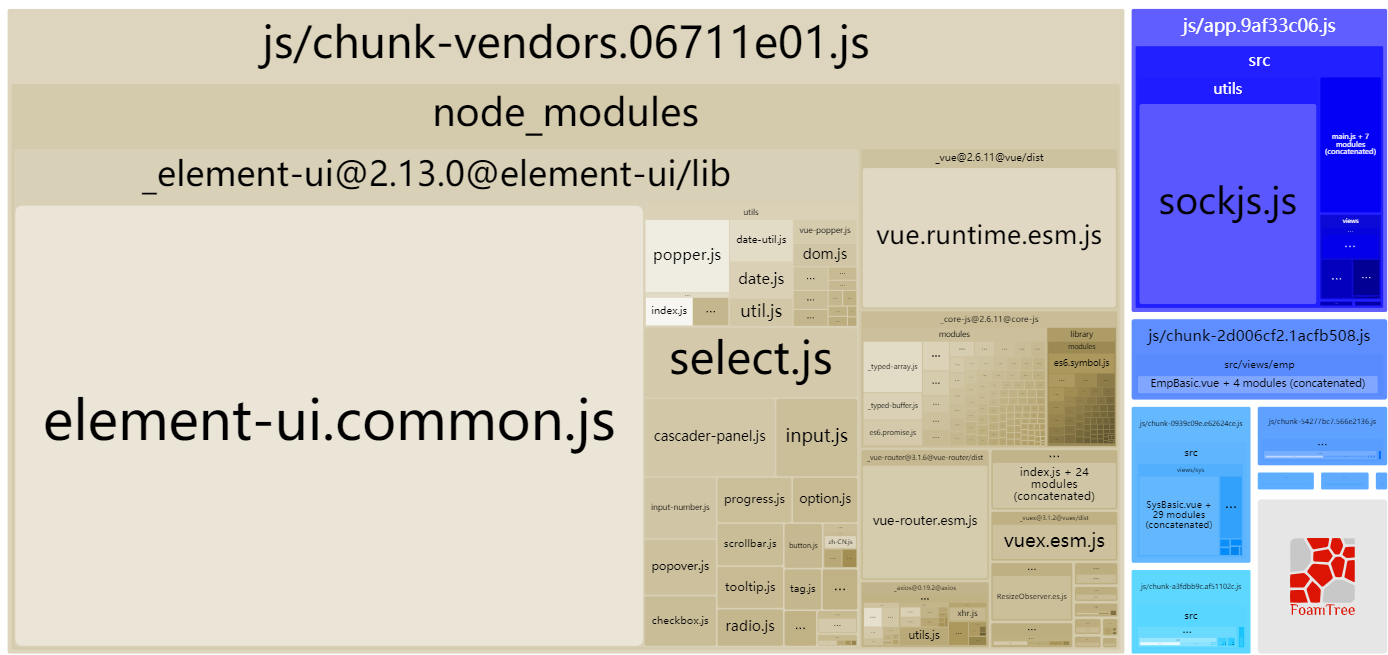 js/chunk-vendors.06711e01.js
node_modules
_element-ui@2.13.0@element-ui/lib
element-ui.common.js
utils
popper.js
date-util.js
vue-popper.js
dom.js
date.js
...
...
...
index.js
...
util.js
...
...
select.js
cascader-panel.js
input.js
input-number.js
progress.js
option.js
scrollbar.js
button.js
zh-CN.js
popover.js
tooltip.js
tag.js
...
checkbox.js
radio.js
...
_vue@2.6.11@vue/dist
vue.runtime.esm.js
_core-js@2.6.11@core-js
modules
library
modules
_typed-array.js
...
es6.symbol.js
...
_typed-buffer.js
...
es6.promise.js
...
_vue-router@3.1.6@vue-router/dist
vue-router.esm.js
...
index.js + 24
modules
(concatenated)
_vuex@3.1.2@vuex/dist
vuex.esm.js
_axios@0.19.2@axios
...
xhr.js
utils.js
...
...
ResizeObserver.es.js
...
js/app.9af33c06.js
src
utils
sockjs.js
main.js + 7
modules
(concatenated)
views
...
...
...
...
js/chunk-2d006cf2.1acfb508.js
src/views/emp
EmpBasic.vue + 4 modules (concatenated)
js/chunk-0939c09e.e62624ce.js
src
views/sys
SysBasic.vue +
29 modules
(concatenated)
...
js/chunk-54277bc7.566e2136.js
...
js/chunk-a3fdbb9c.af51102c.js
src
...
FoamTree